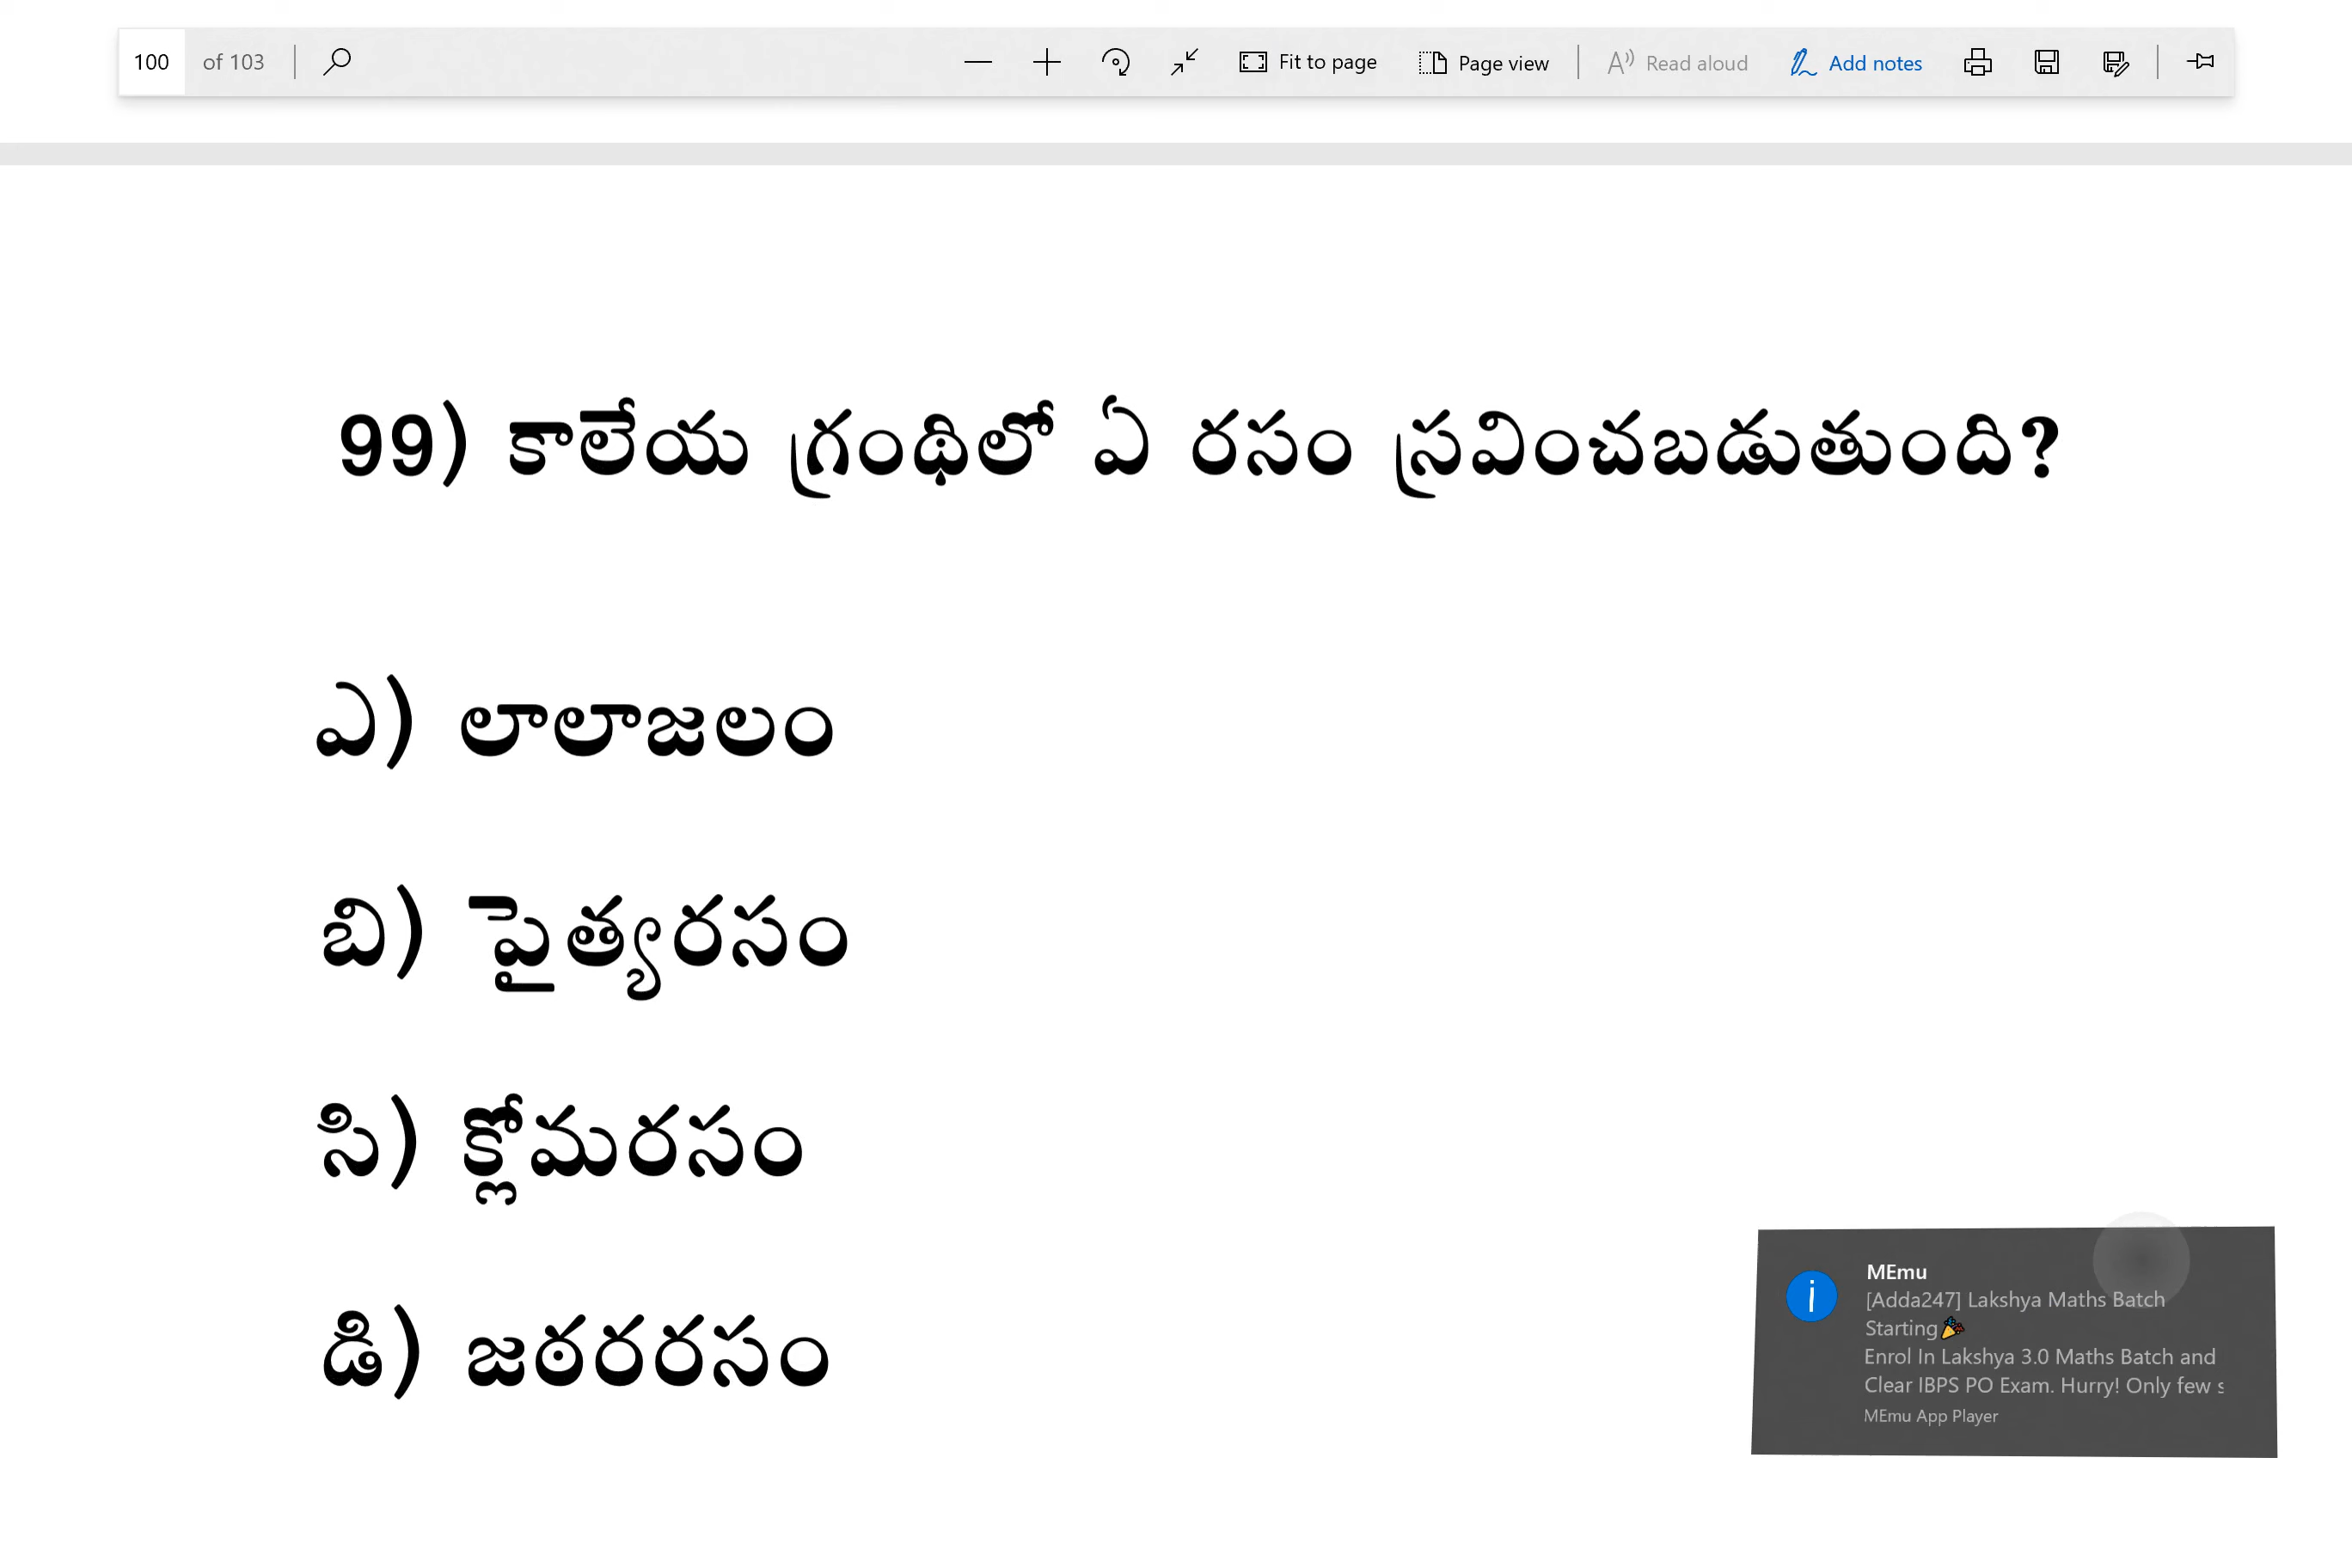 100 of 103 Fit to page Page view Read aloud Add notes
99) కాలేయ గ్రంథిలో ఏ రసం స్రవించబడుతుంది?
ఎ) లాలాజలం
బి) పైత్యరసం
సి) క్లోమరసం
డి) జఠరరసం
MEmu
[Adda247] Lakshya Maths Batch
Starting🎉
Enrol In Lakshya 3.0 Maths Batch and
Clear IBPS PO Exam. Hurry! Only few s
MEmu App Player